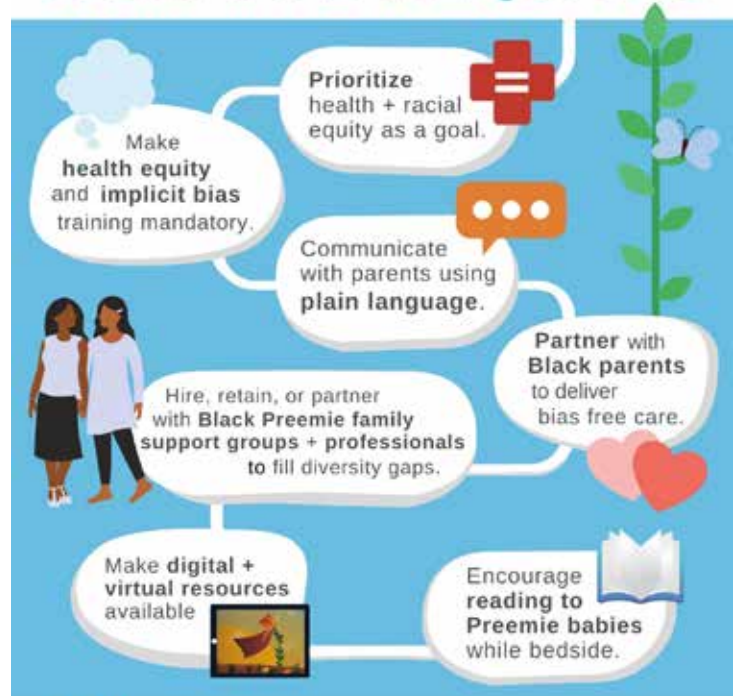 Prioritize
health + racial
equity as a goal.
Make
health equity
and implicit bias
training mandatory.
Communicate
with parents using
plain language.
Partner with
Black parents
to deliver
bias free care.
Hire, retain, or partner
with Black Preemie family
support groups + professionals
to fill diversity gaps.
Make digital +
virtual resources
available
Encourage
reading to
Preemie babies
while bedside.